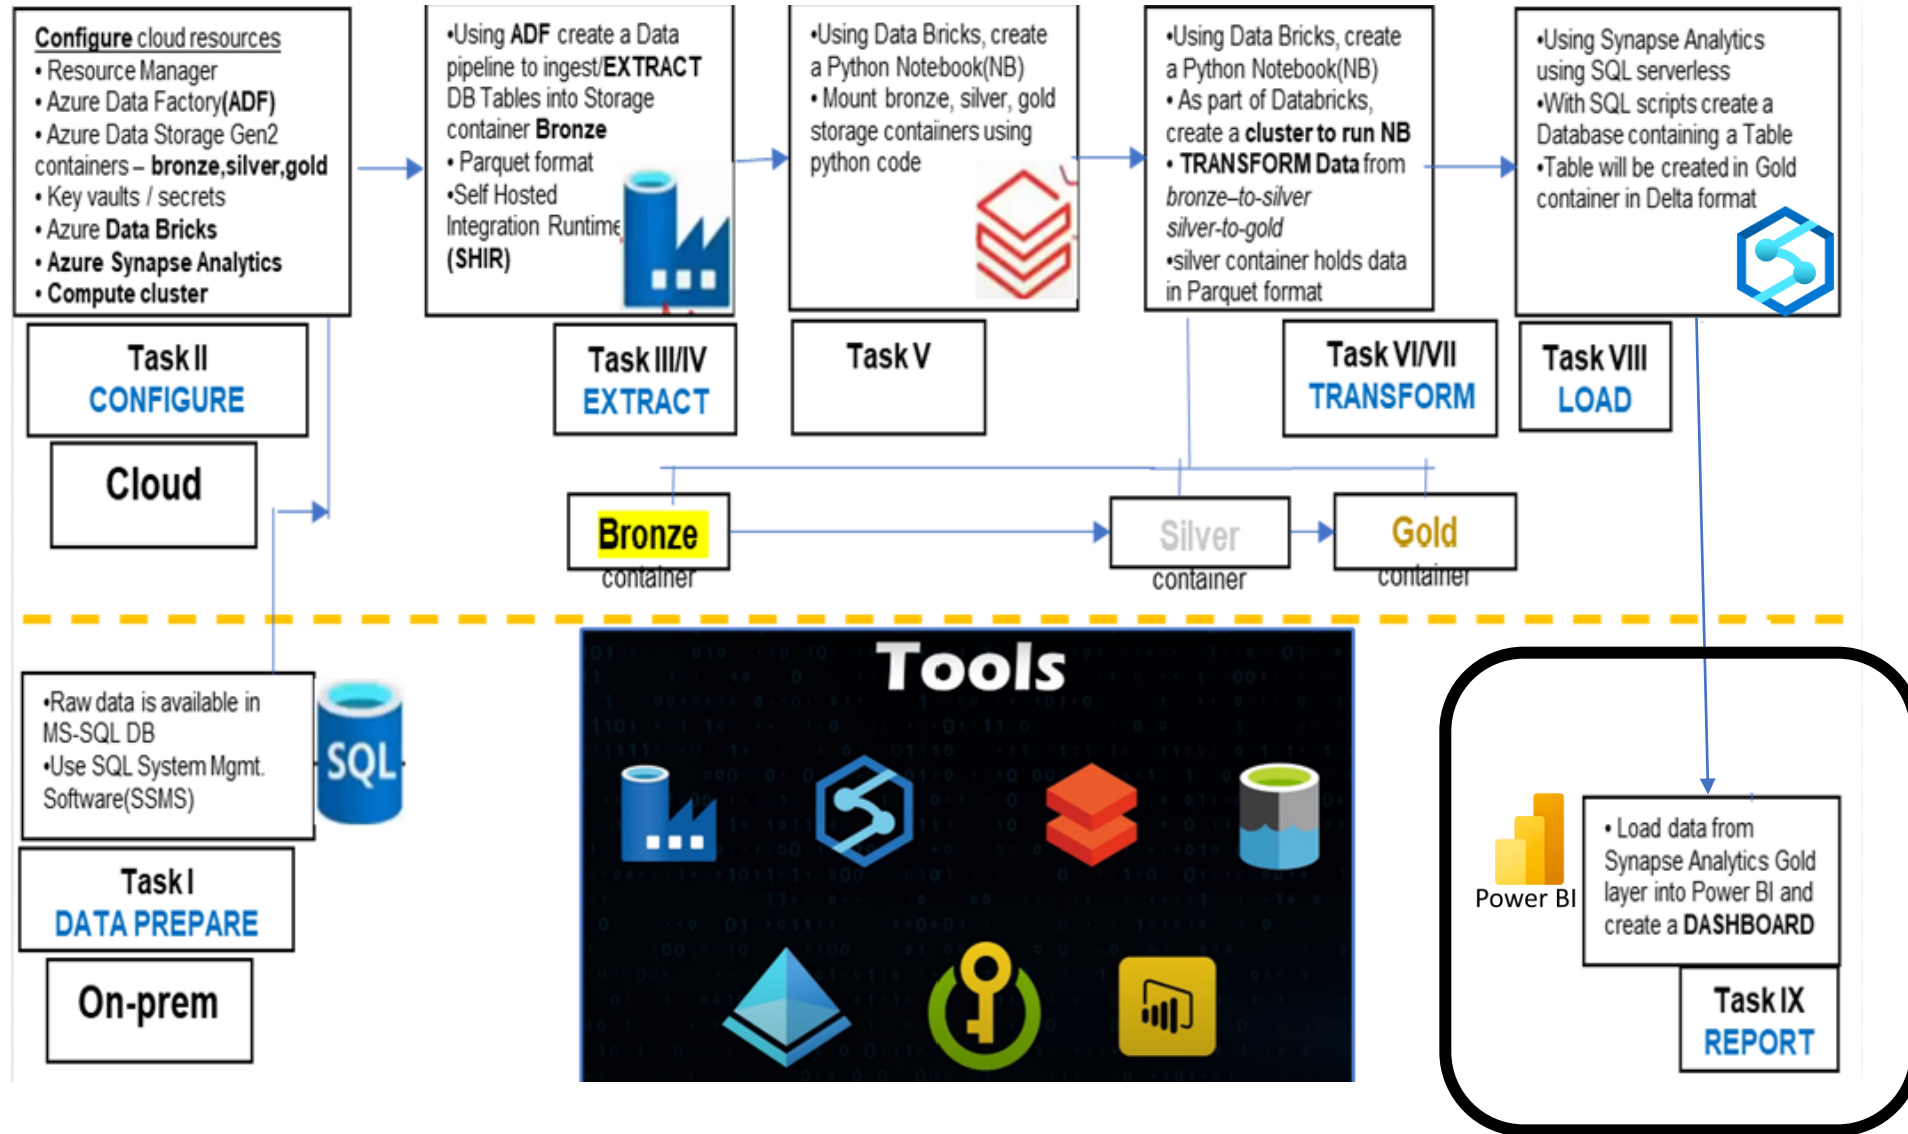 Configure cloud resources
• Resource Manager
• Azure Data Factory(ADF)
• Azure Data Storage Gen2
containers – bronze,silver,gold
• Key vaults / secrets
• Azure Data Bricks
• Azure Synapse Analytics
• Compute cluster
Task II
CONFIGURE
Cloud
•Using ADF create a Data
pipeline to ingest/EXTRACT
DB Tables into Storage
container Bronze
• Parquet format
•Self Hosted
Integration Runtime
(SHIR)
Task III/IV
EXTRACT
•Using Data Bricks, create
a Python Notebook(NB)
• Mount bronze, silver, gold
storage containers using
python code
Task V
•Using Data Bricks, create
a Python Notebook(NB)
• As part of Databricks,
create a cluster to run NB
• TRANSFORM Data from
bronze–to-silver
silver-to-gold
•silver container holds data
in Parquet format
Task VI/VII
TRANSFORM
•Using Synapse Analytics
using SQL serverless
•With SQL scripts create a
Database containing a Table
•Table will be created in Gold
container in Delta format
Task VIII
LOAD
Bronze
container
Silver
container
Gold
container
•Raw data is available in
MS-SQL DB
•Use SQL System Mgmt.
Software(SSMS)
SQL
Task I
DATA PREPARE
On-prem
Tools
Power BI
• Load data from
Synapse Analytics Gold
layer into Power BI and
create a DASHBOARD
Task IX
REPORT